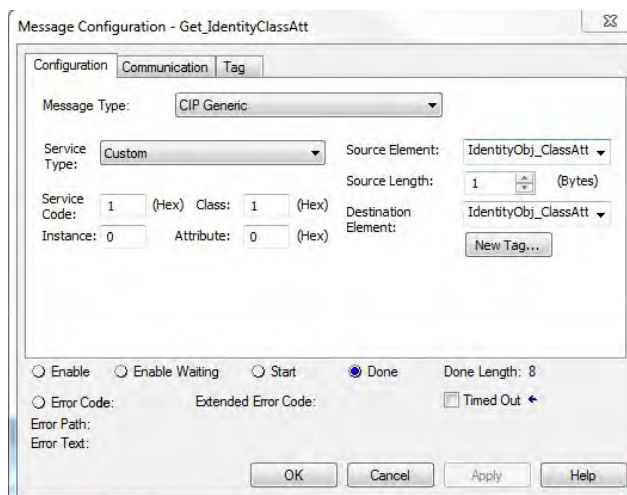 Message Configuration - Get_IdentityClassAtt
Configuration Communication Tag
Message Type: CIP Generic
Service Type: Custom
Source Element: IdentityObj_ClassAtt
Source Length: 1 (Bytes)
Service Code: 1 (Hex) Class: 1 (Hex)
Destination Element: IdentityObj_ClassAtt
Instance: 0 Attribute: 0 (Hex)
New Tag...
Enable Enable Waiting Start Done Done Length: 8
Error Code: Extended Error Code: Timed Out
Error Path:
Error Text:
OK Cancel Apply Help